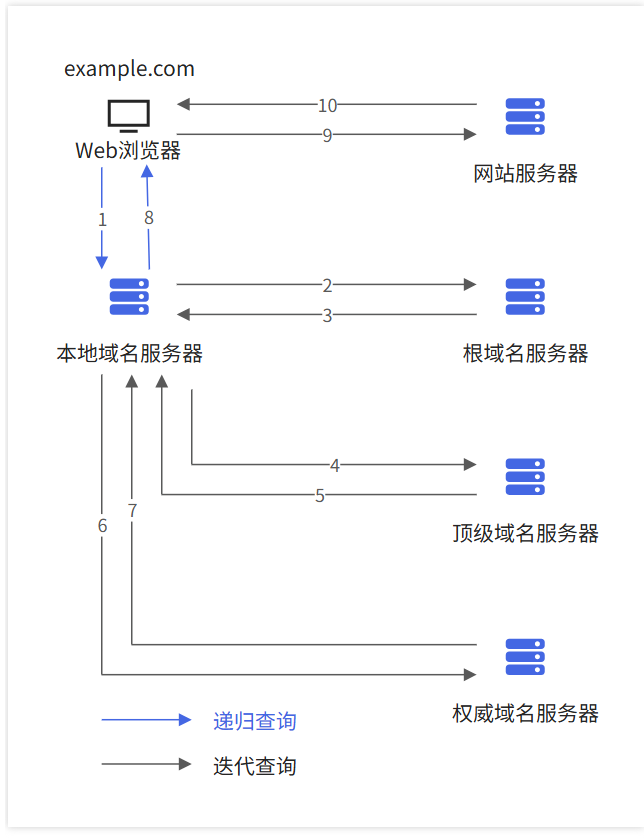 example.com
10
9
Web浏览器
网站服务器
1
8
2
3
本地域名服务器
根域名服务器
4
5
7
6
顶级域名服务器
权威域名服务器
递归查询
迭代查询